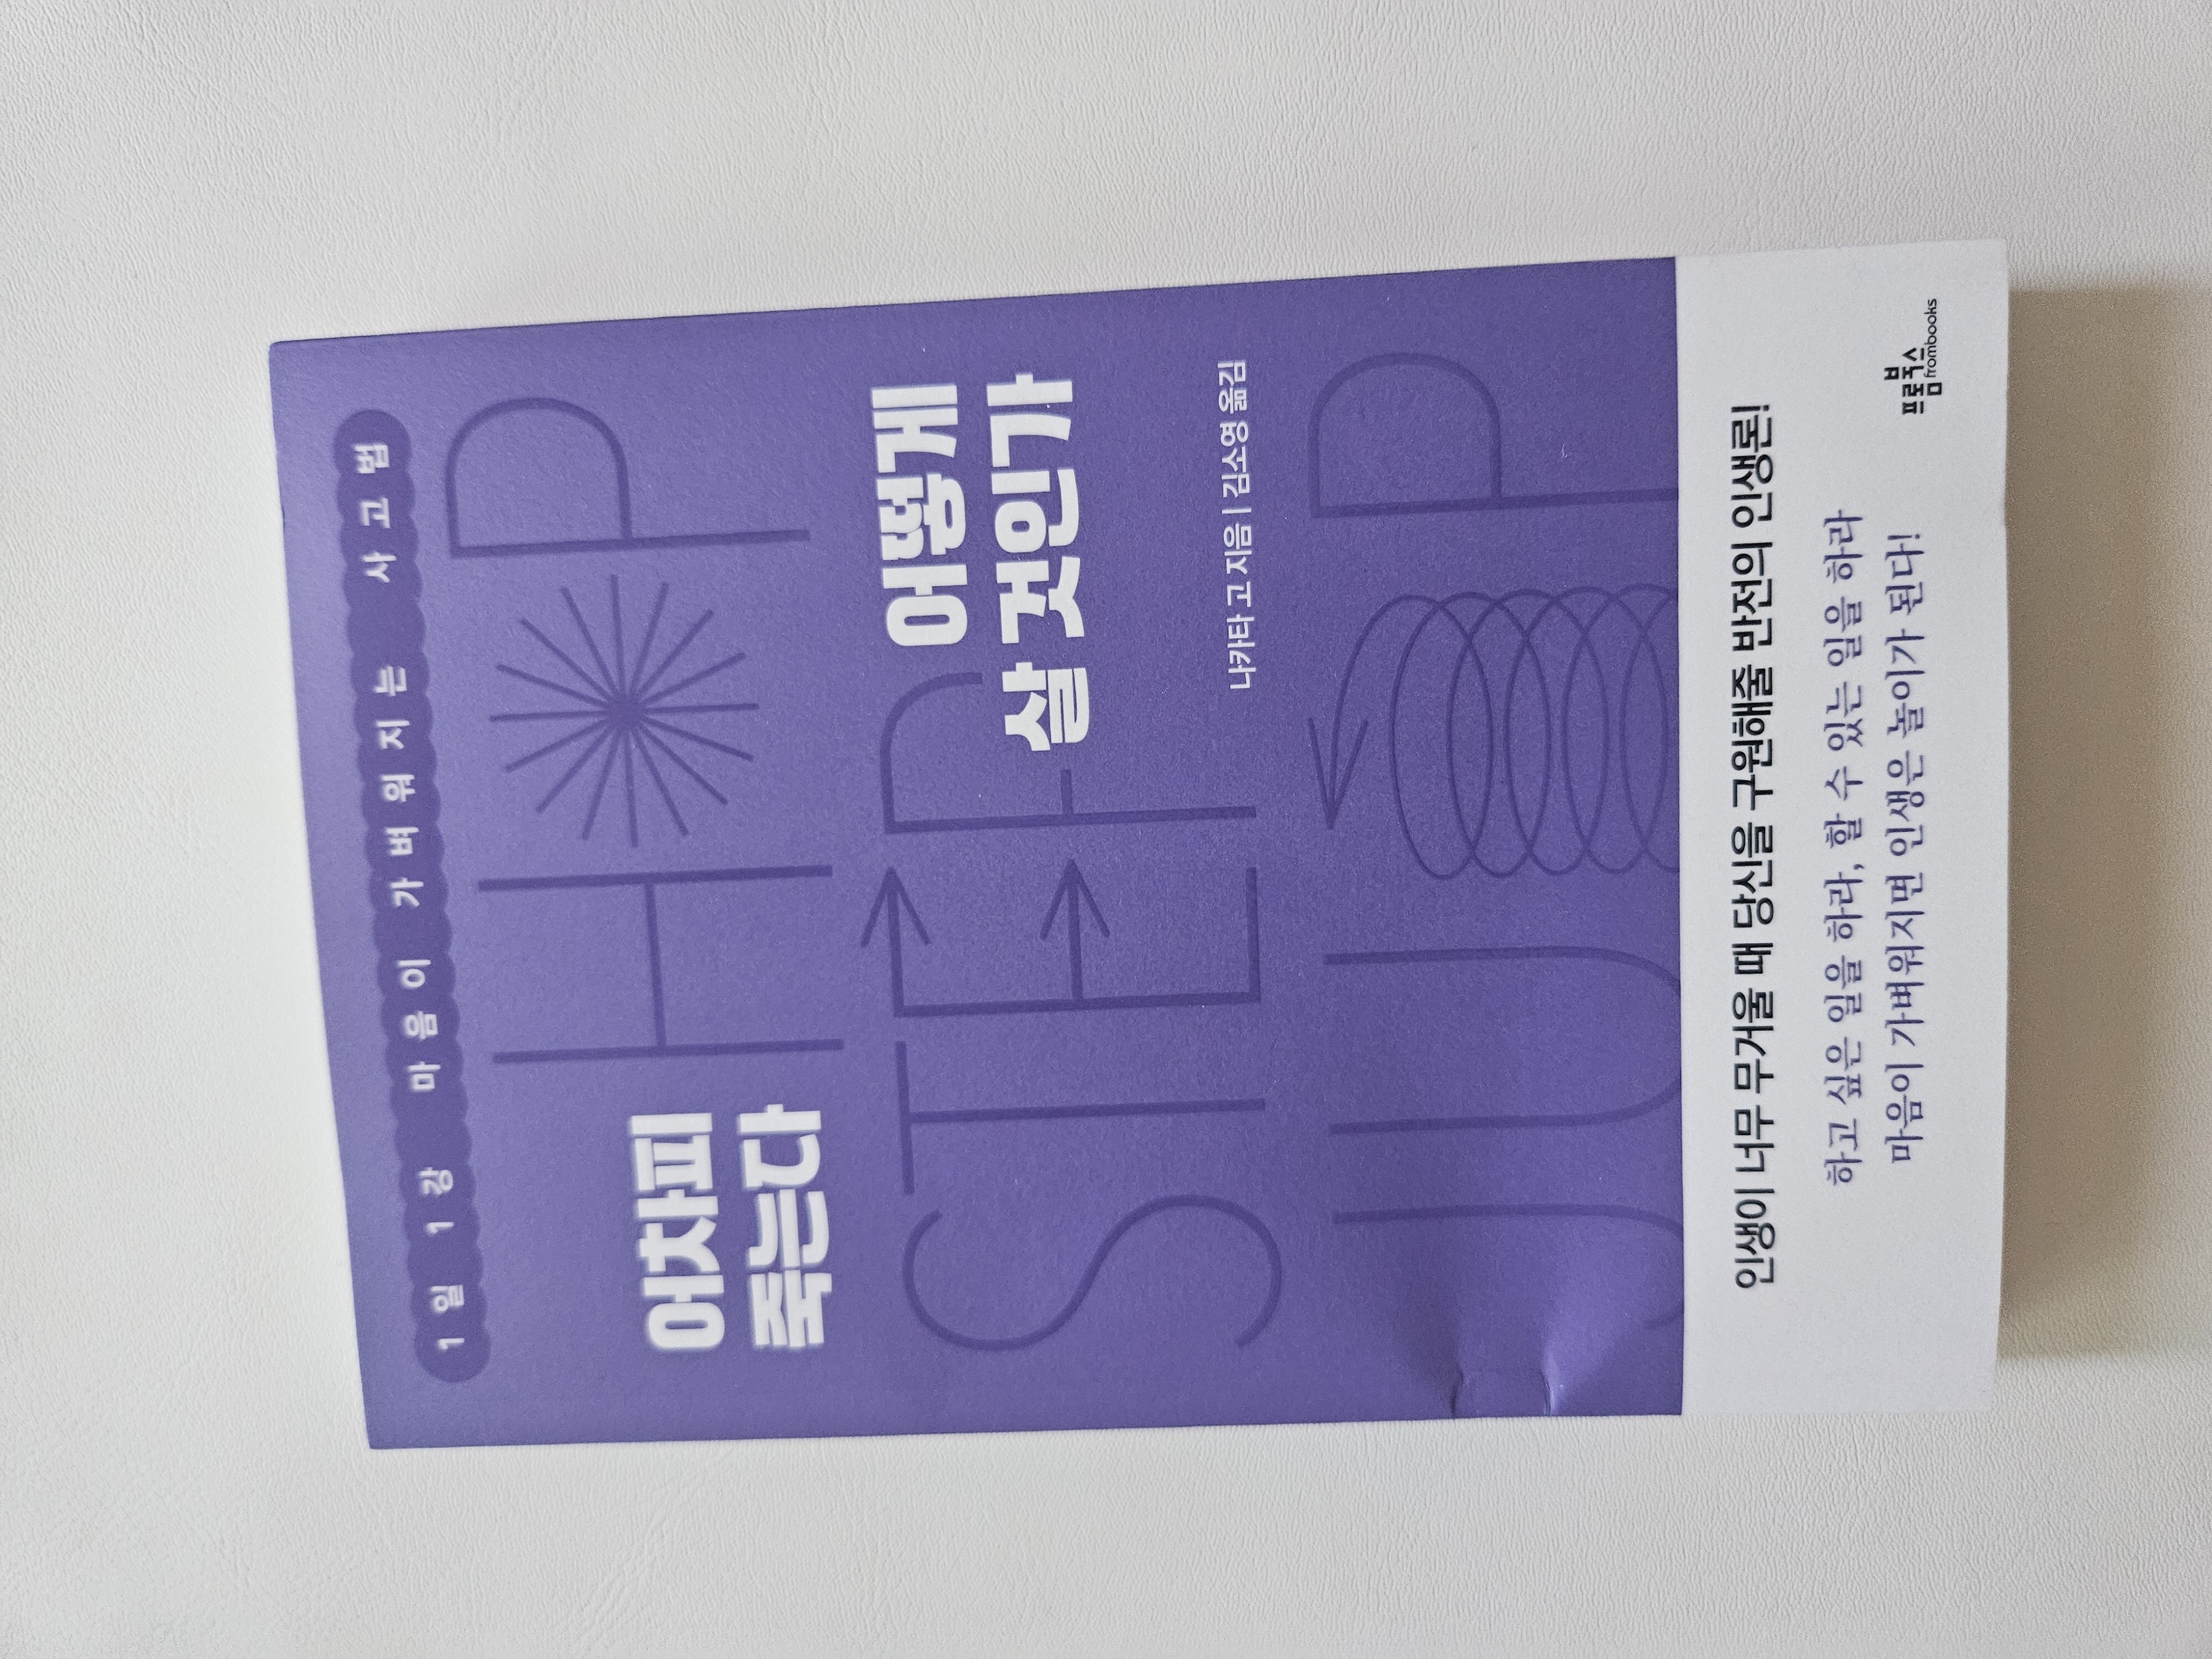 1일 1강 마음이 가벼워지는 사고법
HOP
어차피
죽는다
STEP
어떻게
살 것인가
나카타 고 지음 | 김소영 옮김
JUMP
인생이 너무 무거울 때 당신을 구원해줄 반전의 인생론!
하고 싶은 일을 하라, 할 수 있는 일을 하라
마음이 가벼워지면 인생은 놀이가 된다!
프롬북스
frombooks